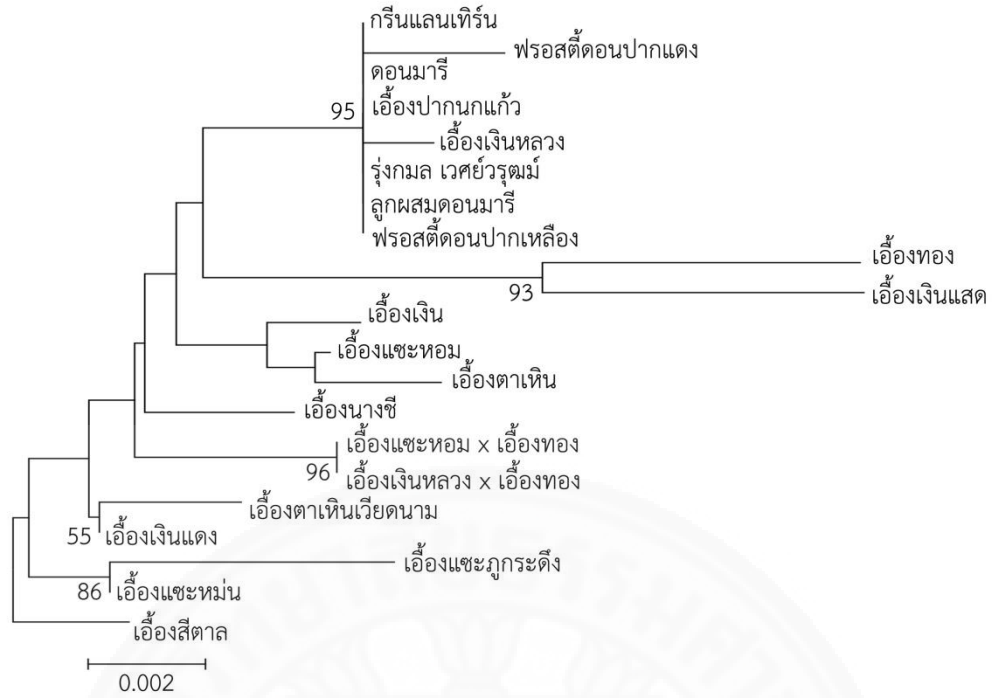 กรีนแลนเทิร์น
ฟรอสตี้ดอนปากแดง
ดอนมารี
95
เอื้องปากนกแก้ว
เอื้องเงินหลวง
รุ่งกมล เวศย์วรุฒม์
ลูกผสมดอนมารี
ฟรอสตี้ดอนปากเหลือง
เอื้องทอง
93
เอื้องเงินแสด
เอื้องเงิน
เอื้องแซะหอม
เอื้องตาเหิน
เอื้องนางชี
เอื้องแซะหอม x เอื้องทอง
96
เอื้องเงินหลวง x เอื้องทอง
เอื้องตาเหินเวียดนาม
55
เอื้องเงินแดง
เอื้องแซะภูกระดึง
86
เอื้องแซะหม่น
เอื้องสีตาล
0.002